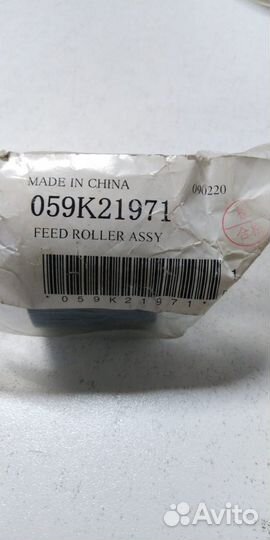 MADE IN CHINA 090220
059K21971
FEED ROLLER ASSY
*059K21971*
Avito